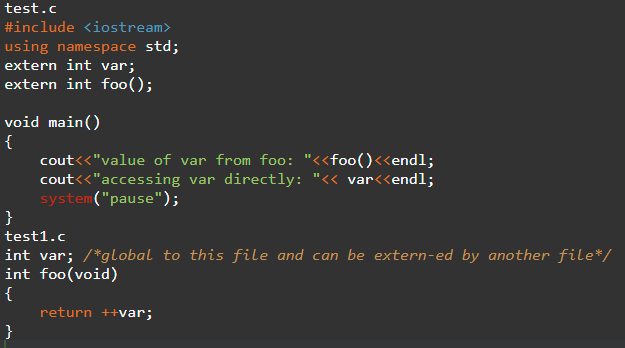 test.c
#include <iostream>
using namespace std;
extern int var;
extern int foo();

void main()
{
    cout<<"value of var from foo: "<<foo()<<endl;
    cout<<"accessing var directly: "<< var<<endl;
    system("pause");
}
test1.c
int var; /*global to this file and can be extern-ed by another file*/
int foo(void)
{
    return ++var;
}